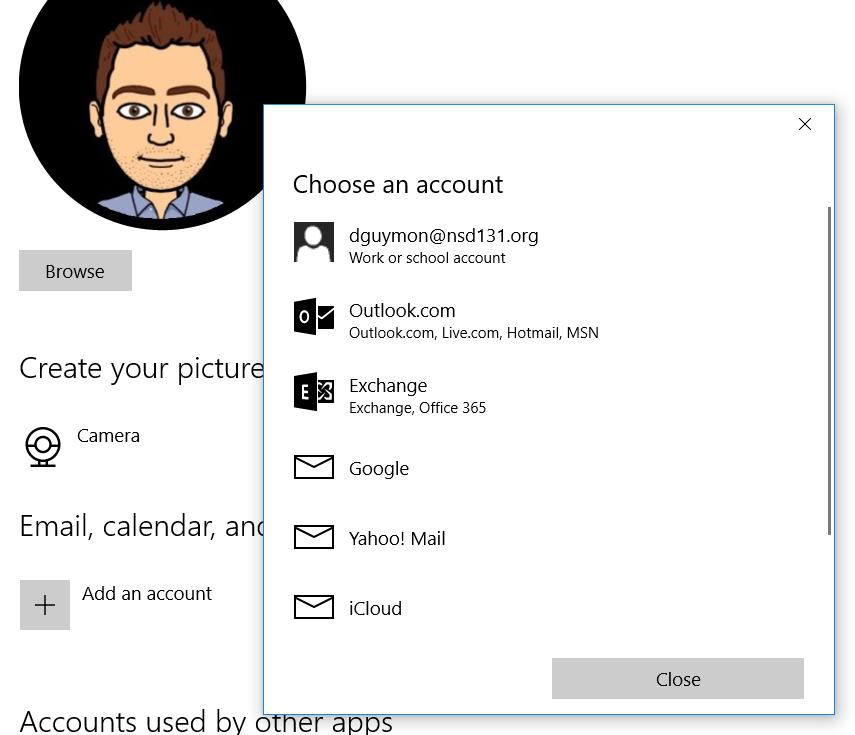 Browse
Create your picture
Camera
Email, calendar, and
Add an account
Accounts used by other apps
Choose an account
dguymon@nsd131.org
Work or school account
Outlook.com
Outlook.com, Live.com, Hotmail, MSN
Exchange
Exchange, Office 365
Google
Yahoo! Mail
iCloud
Close